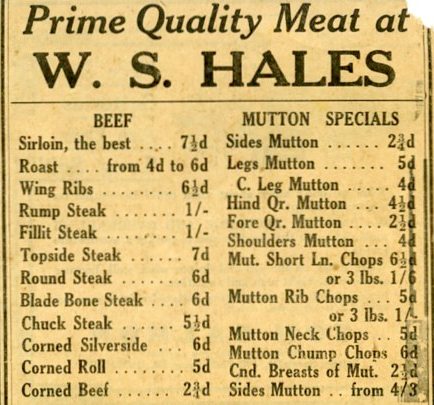 Prime Quality Meat at
W. S. HALES
BEEF
Sirloin, the best .... 7½d
Roast .... from 4d to 6d
Wing Ribs ......... 6½d
Rump Steak ....... 1/-
Fillit Steak ........ 1/-
Topside Steak ...... 7d
Round Steak ....... 6d
Blade Bone Steak ... 6d
Chuck Steak ...... 5½d
Corned Silverside .. 6d
Corned Roll ........ 5d
Corned Beef ...... 2¾d
MUTTON SPECIALS
Sides Mutton ...... 2¾d
Legs Mutton ....... 5d
C. Leg Mutton ..... 4d
Hind Qr. Mutton ... 4½d
Fore Qr. Mutton .... 2½d
Shoulders Mutton ... 4d
Mut. Short Ln. Chops 6½d
or 3 lbs. 1/6
Mutton Rib Chops ... 5d
or 3 lbs. 1/-
Mutton Neck Chops .. 5d
Mutton Chump Chops 6d
Cnd. Breasts of Mut. 2½d
Sides Mutton .. from 4/3